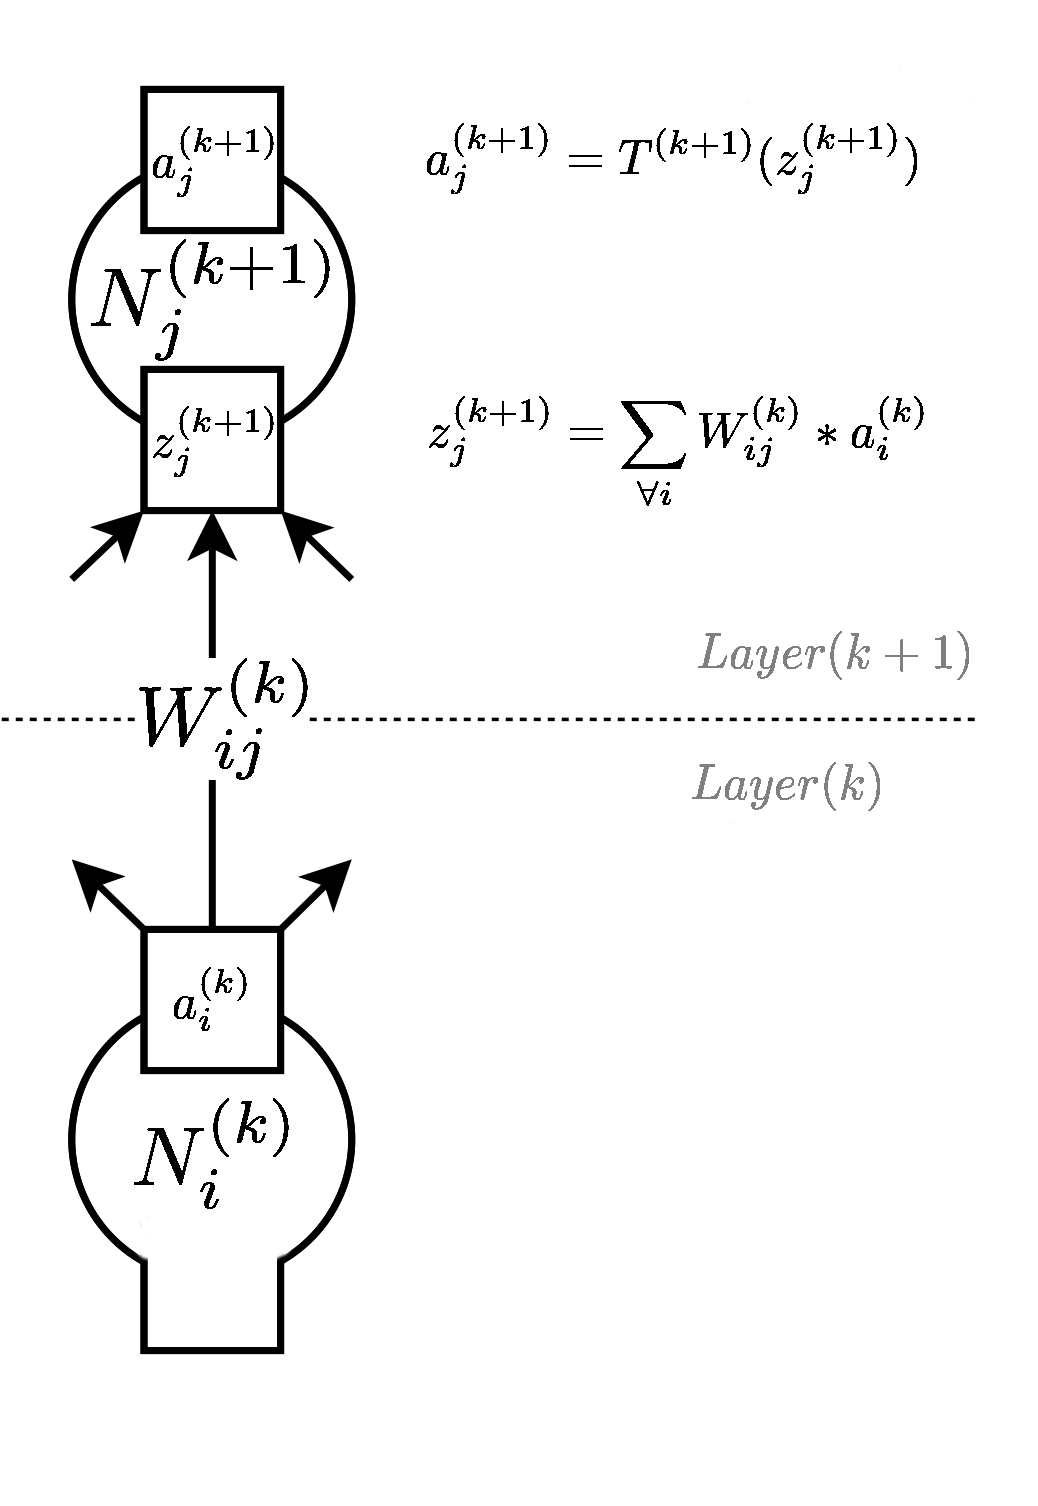 a_j^{(k+1)}
a_j^{(k+1)} = T^{(k+1)}(z_j^{(k+1)})
N_j^{(k+1)}
z_j^{(k+1)}
z_j^{(k+1)} = \sum_{\forall i} W_{ij}^{(k)} * a_i^{(k)}
Layer(k + 1)
W_{ij}^{(k)}
Layer(k)
a_i^{(k)}
N_i^{(k)}